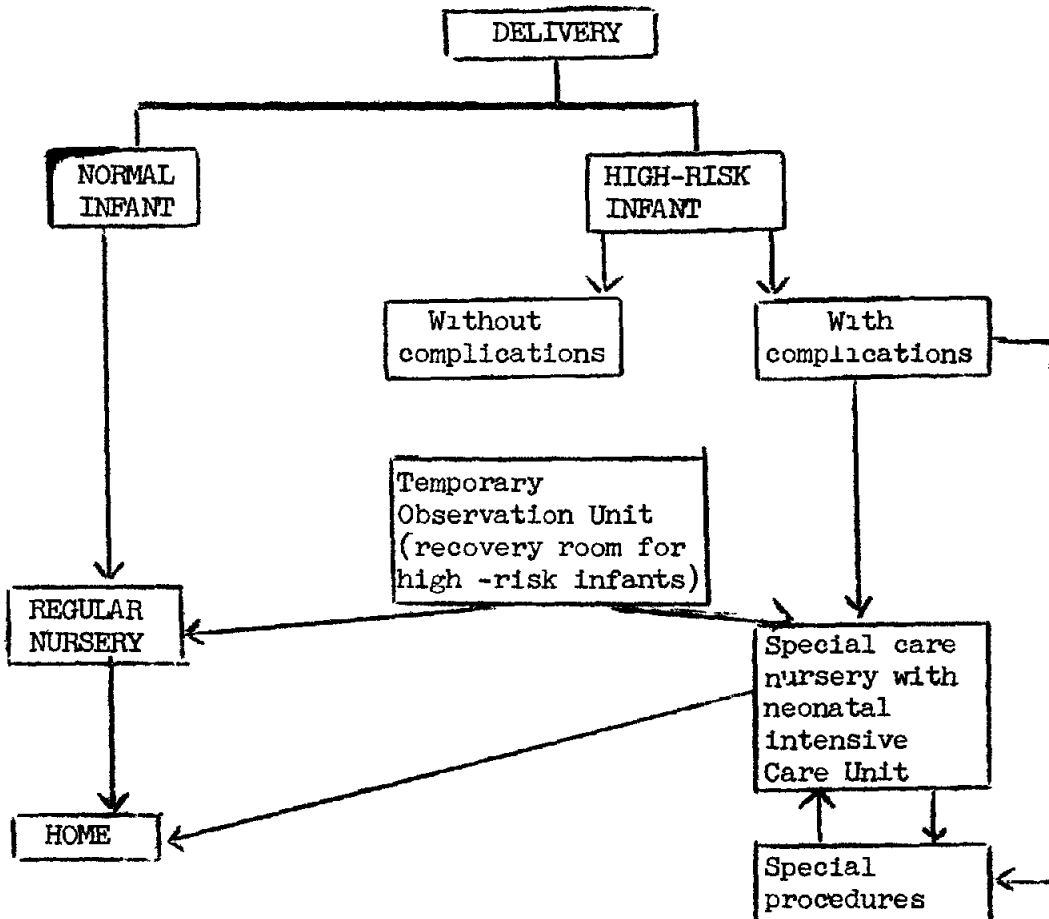 DELIVERY
NORMAL
INFANT
HIGH-RISK
INFANT
Without
complications
With
complications
Temporary
Observation Unit
(recovery room for
high -risk infants)
REGULAR
NURSERY
Special care
nursery with
neonatal
intensive
Care Unit
HOME
Special
procedures